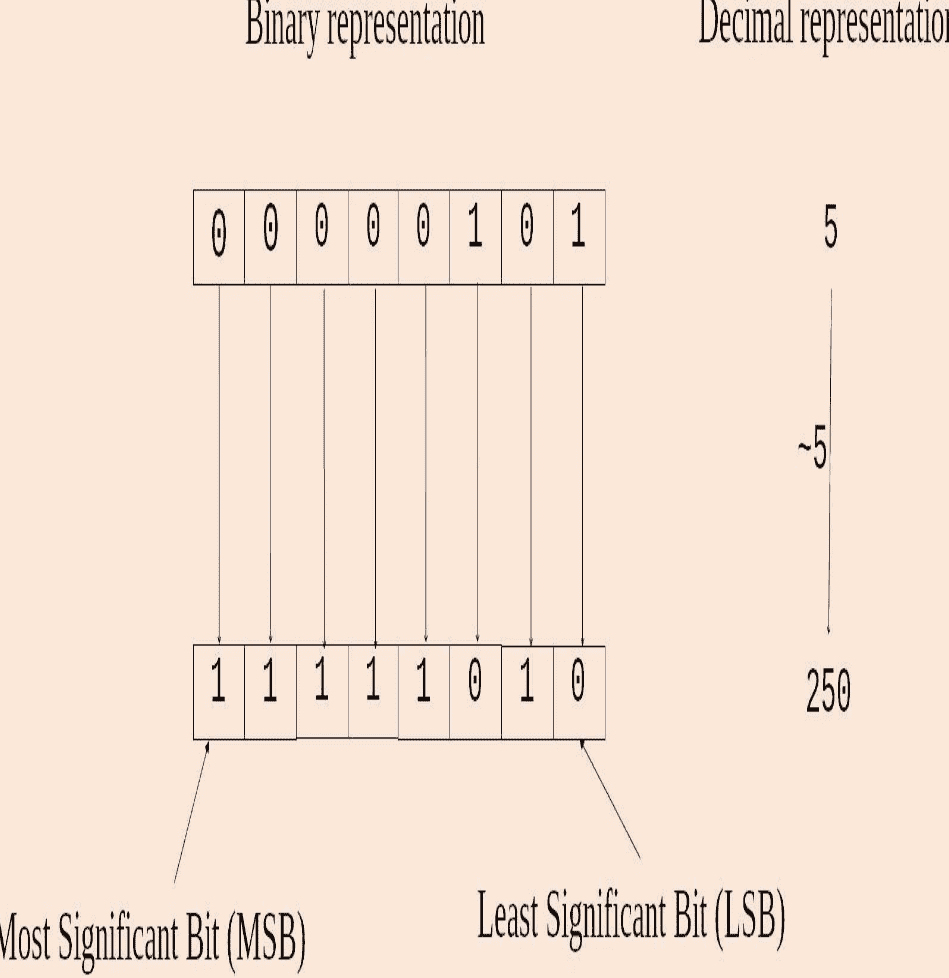 Binary representation
Decimal representation
0 0 0 0 0 1 0 1
5
~5
1 1 1 1 1 0 1 0
250
Least Significant Bit (LSB)
Most Significant Bit (MSB)